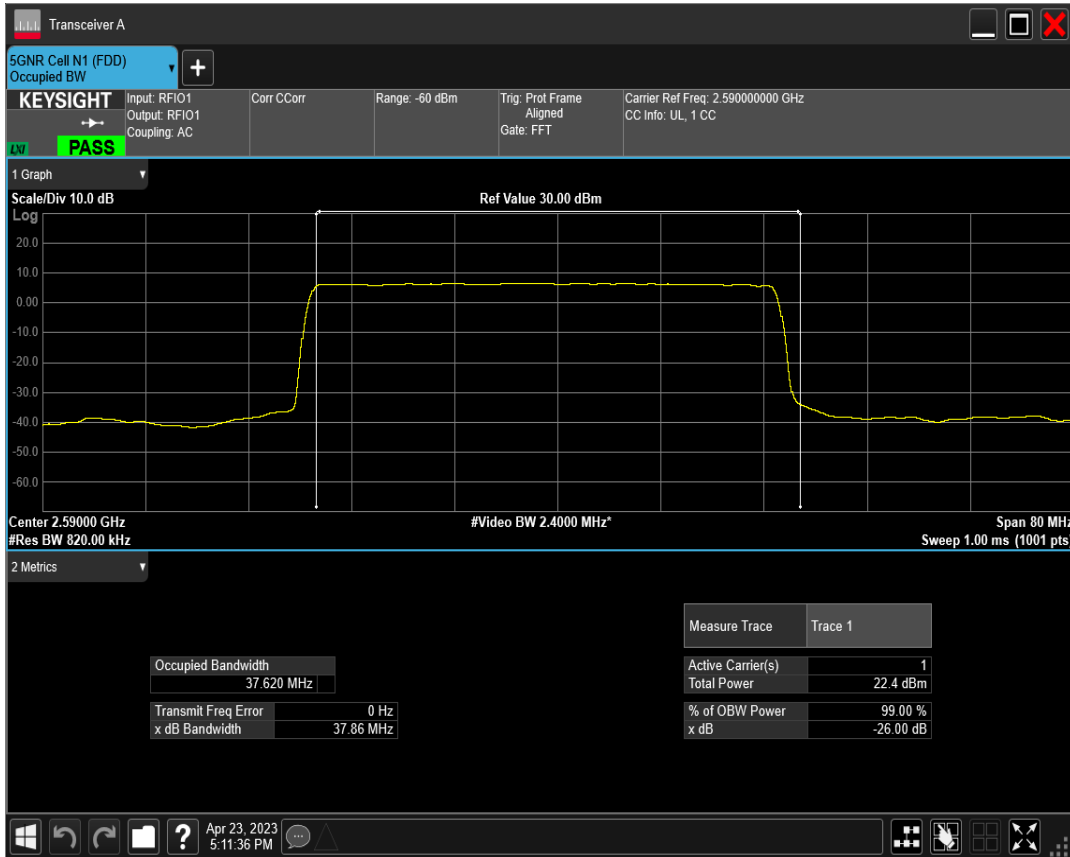 Transceiver A
5GNR Cell N1 (FDD)
Occupied BW
+
KEYSIGHT
LXI
PASS
Input: RFIO1
Output: RFIO1
Coupling: AC
Corr CCorr
Range: -60 dBm
Trig: Prot Frame
Aligned
Gate: FFT
Carrier Ref Freq: 2.590000000 GHz
CC Info: UL, 1 CC
1 Graph
Scale/Div 10.0 dB
Ref Value 30.00 dBm
Log
20.0
10.0
0.00
-10.0
-20.0
-30.0
-40.0
-50.0
-60.0
Center 2.59000 GHz
#Video BW 2.4000 MHz*
Span 80 MHz
#Res BW 820.00 kHz
Sweep 1.00 ms (1001 pts)
2 Metrics
Measure Trace Trace 1
Occupied Bandwidth
37.620 MHz
Active Carrier(s) 1
Total Power 22.4 dBm
Transmit Freq Error 0 Hz
x dB Bandwidth 37.86 MHz
% of OBW Power 99.00 %
x dB -26.00 dB
?
Apr 23, 2023
5:11:36 PM